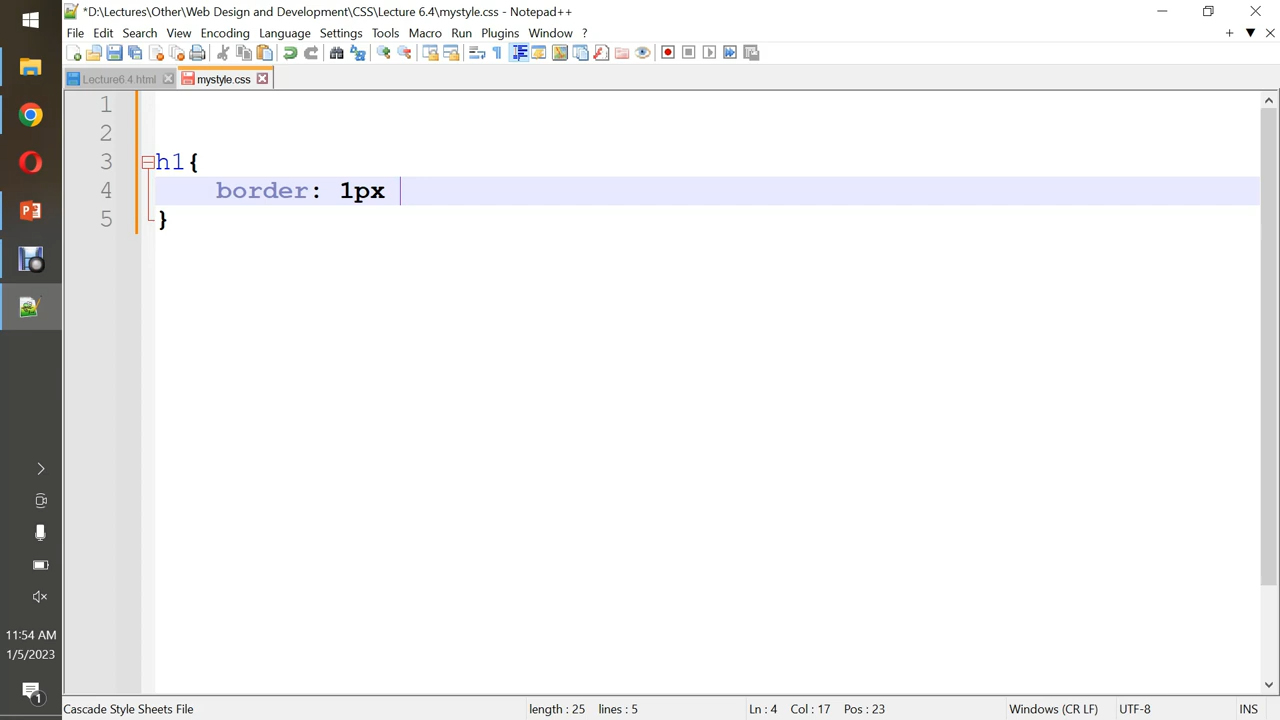 *D:\Lectures\Other\Web Design and Development\CSS\Lecture 6.4\mystyle.css - Notepad++
File Edit Search View Encoding Language Settings Tools Macro Run Plugins Window ?
Lecture6 4 html mystyle.css
1
2
3 h1{
4 border: 1px
5 }
11:54 AM
1/5/2023
1
Cascade Style Sheets File length : 25 lines : 5 Ln : 4 Col : 17 Pos : 23 Windows (CR LF) UTF-8 INS